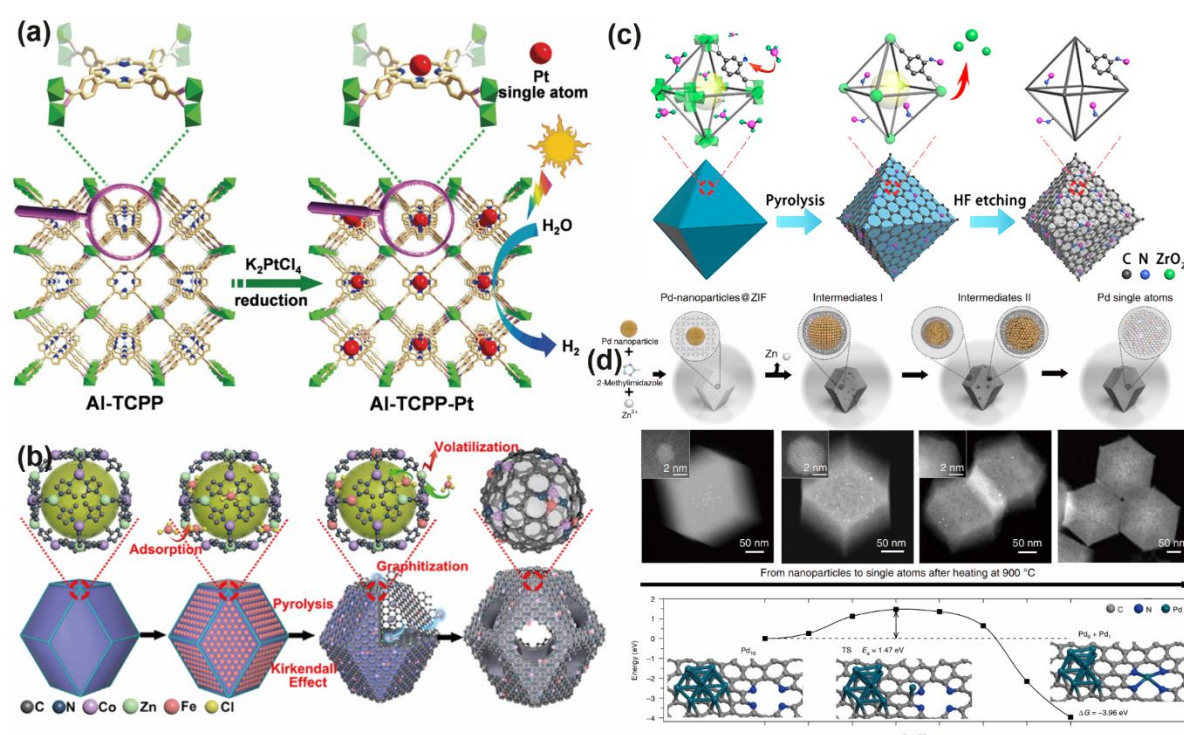 (a)
Pt
single atom
H2O
K2PtCl4
reduction
H2
Al-TCPP
Al-TCPP-Pt
(b)
Volatilization
Adsorption
Graphitization
Pyrolysis
Kirkendall
Effect
C N Co Zn Fe Cl
(c)
Pyrolysis
HF etching
C N ZrO2
(d)
Pd-nanoparticles@ZIF
Intermediates I
Intermediates II
Pd single atoms
Pd nanoparticle
+
2-Methylimidazole
+
Zn2+
Zn
2 nm
50 nm
2 nm
50 nm
2 nm
50 nm
50 nm
From nanoparticles to single atoms after heating at 900 °C
Energy (eV)
2
1
0
-1
-2
-3
-4
C N Pd
Pd10
TS Ea = 1.47 eV
Pd9 + Pd1
ΔG = −3.96 eV